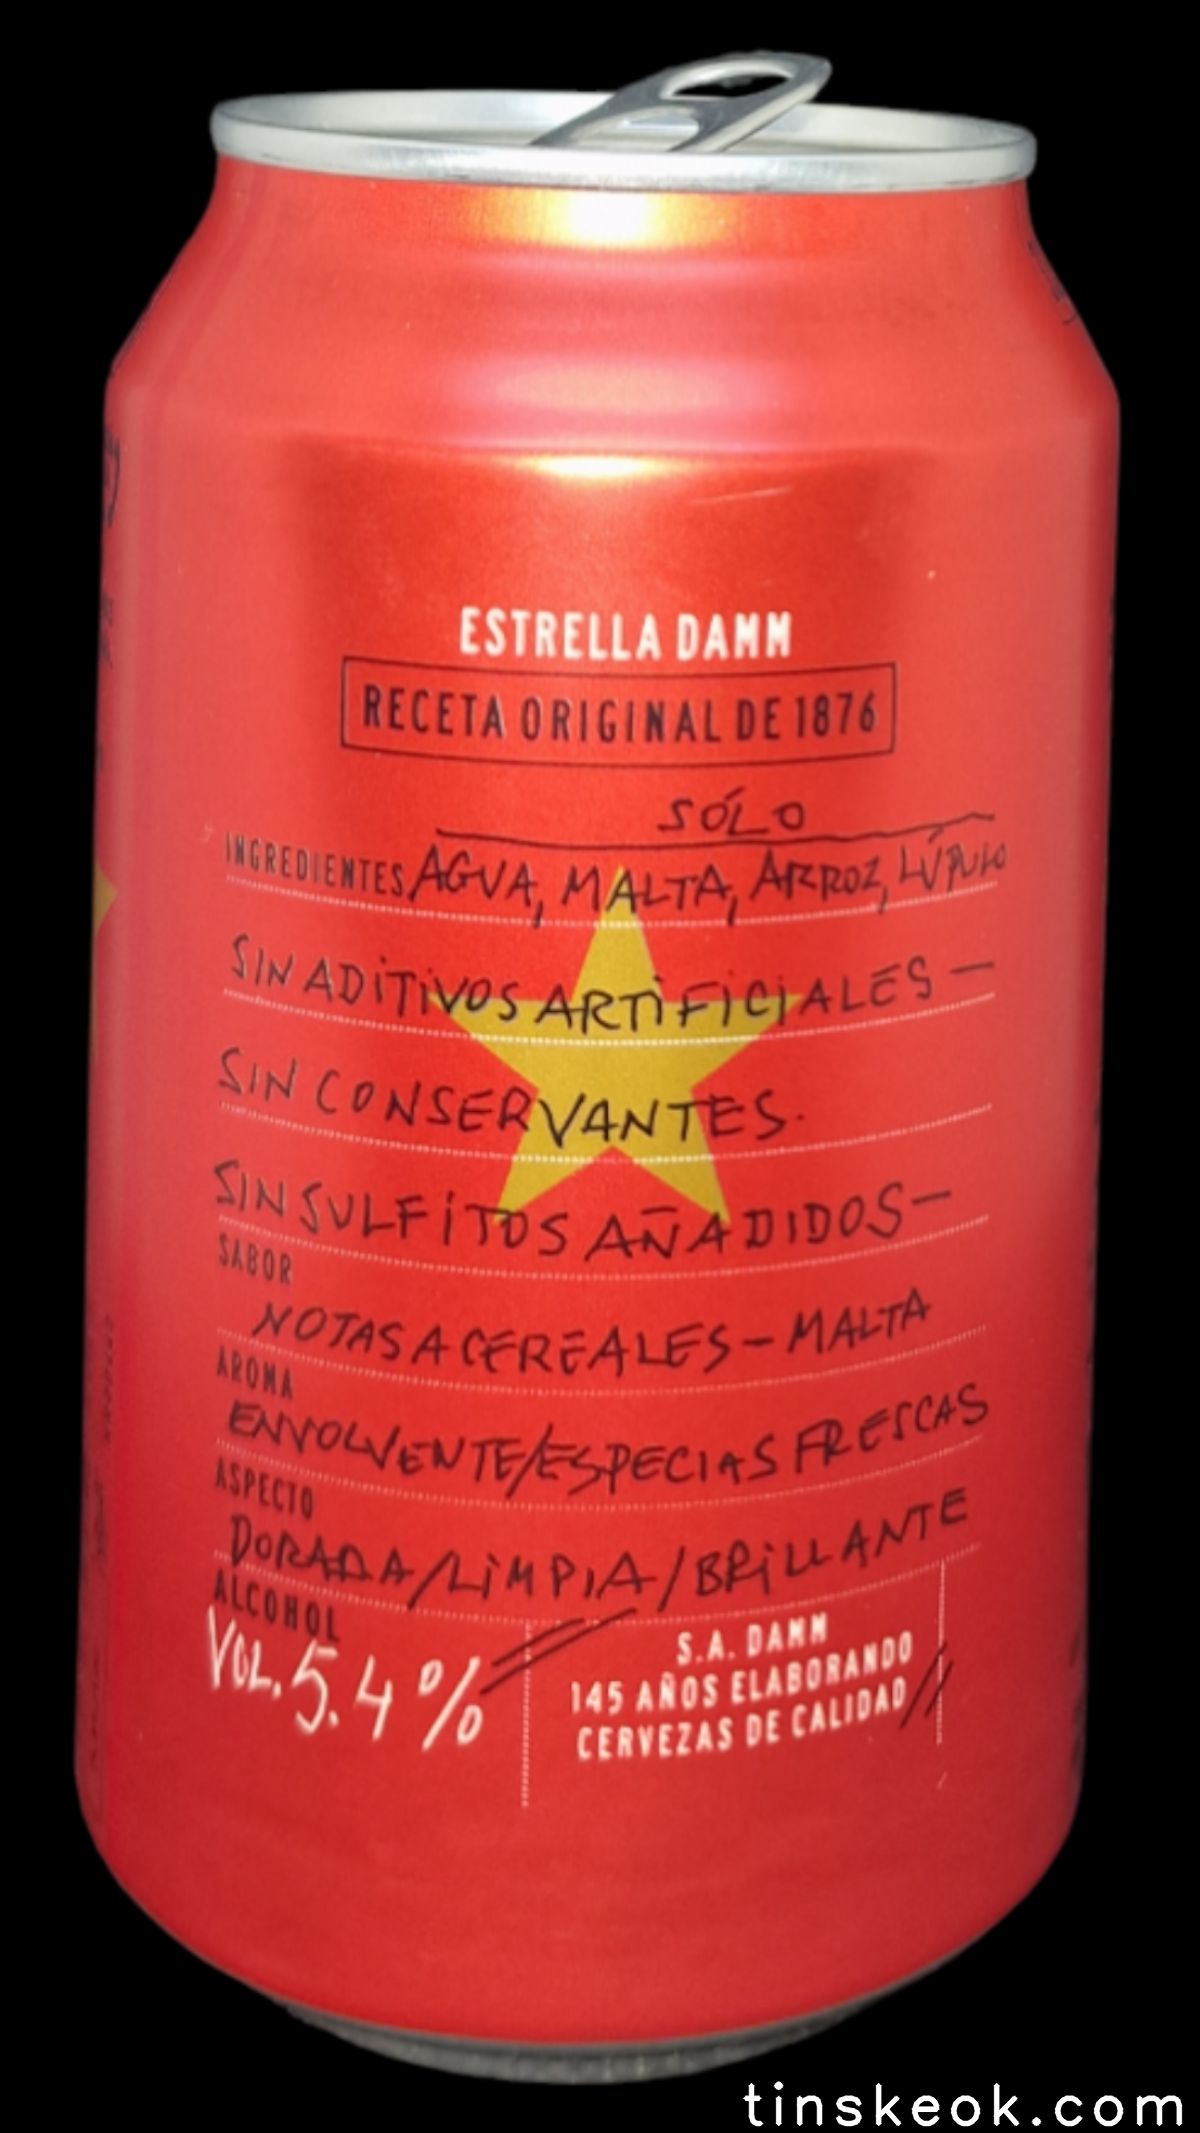 ESTRELLA DAMM
RECETA ORIGINAL DE 1876
SÓLO
INGREDIENTES AGUA, MALTA, ARROZ, LÚPULO
SIN ADITIVOS ARTIFICIALES —
SIN CONSERVANTES.
SIN SULFITOS AÑADIDOS —
SABOR
NOTAS A CEREALES — MALTA
AROMA
ENVOLVENTE/ESPECIAS FRESCAS
ASPECTO
DORADA/LIMPIA/BRILLANTE
ALCOHOL
VOL. 5.4%
S.A. DAMM
145 AÑOS ELABORANDO
CERVEZAS DE CALIDAD //
tinskeok.com